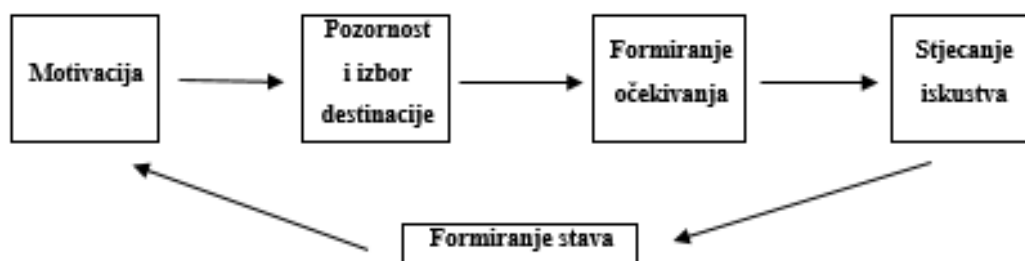 Motivacija
Pozornost
i izbor
destinacije
Formiranje
očekivanja
Stjecanje
iskustva
Formiranje stava